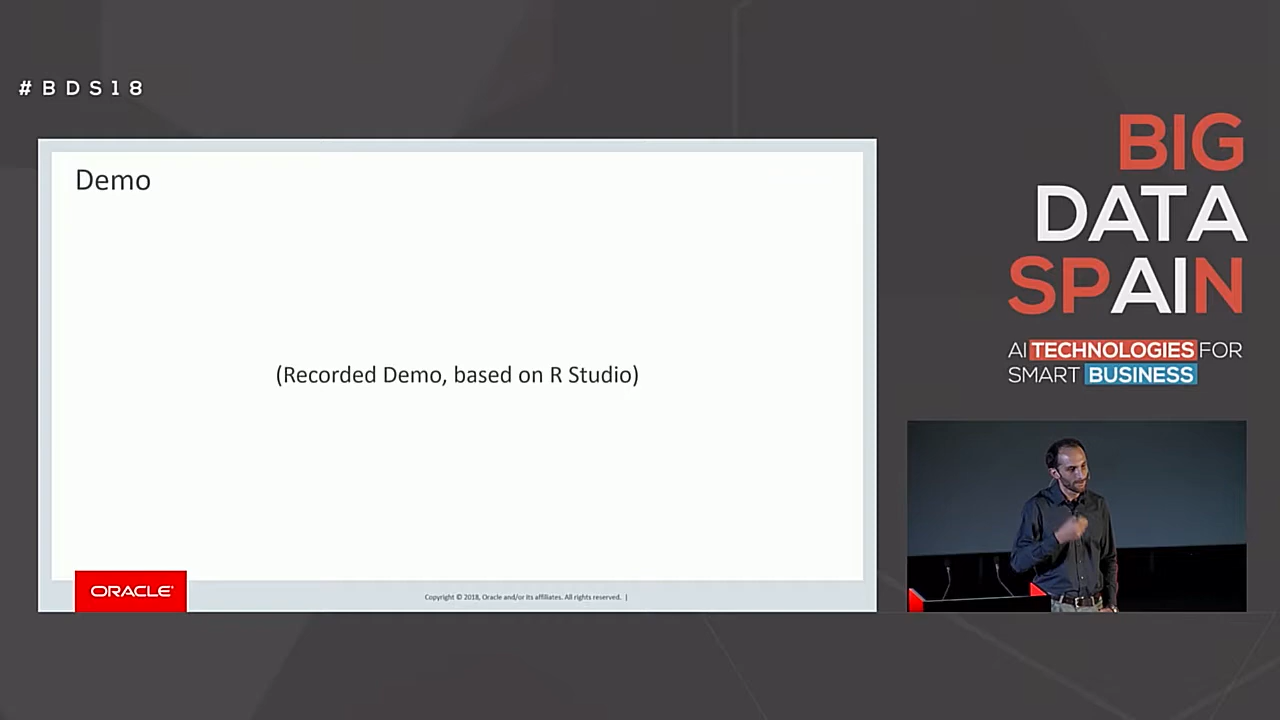 #BDS18
Demo
(Recorded Demo, based on R Studio)
ORACLE®
Copyright © 2018, Oracle and/or its affiliates. All rights reserved. |
BIG
DATA
SPAIN
AI TECHNOLOGIES FOR
SMART BUSINESS